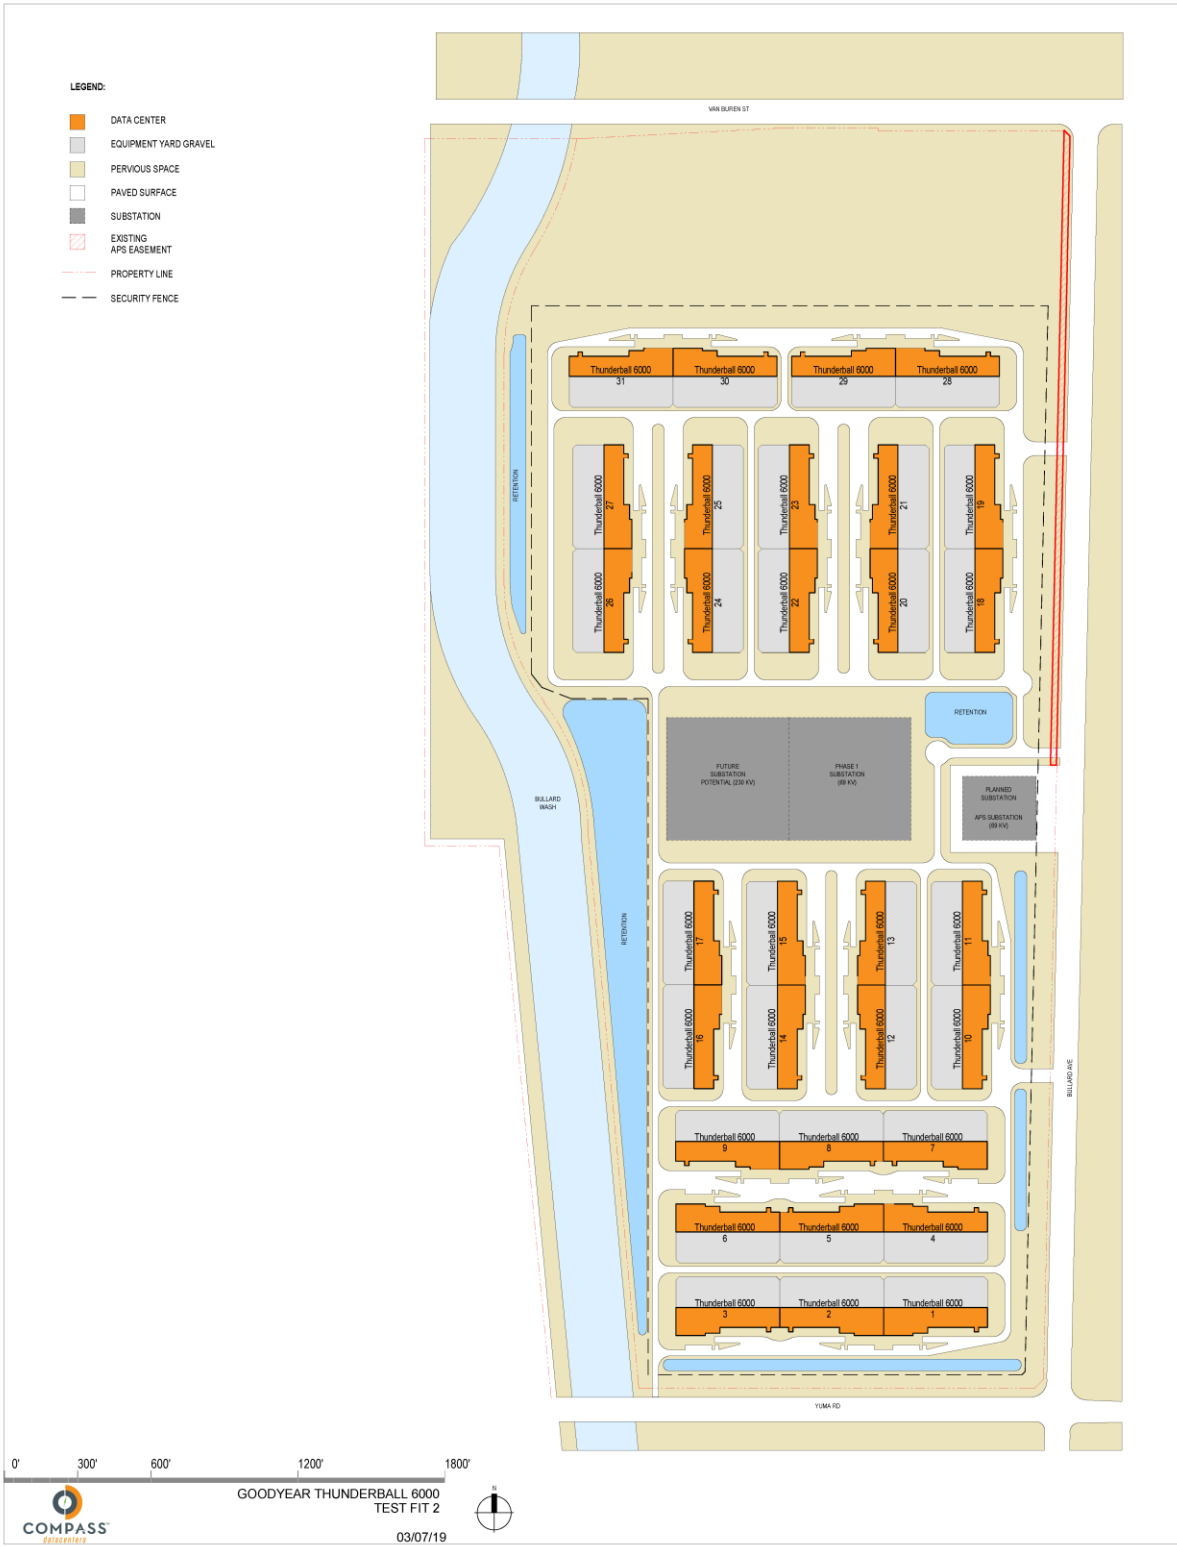 LEGEND:
DATA CENTER
EQUIPMENT YARD GRAVEL
PERVIOUS SPACE
PAVED SURFACE
SUBSTATION
EXISTING
APS EASEMENT
PROPERTY LINE
SECURITY FENCE
VAN BUREN ST
Thunderball 6000
31
Thunderball 6000
30
Thunderball 6000
29
Thunderball 6000
28
RETENTION
Thunderball 6000
27
Thunderball 6000
25
Thunderball 6000
23
Thunderball 6000
21
Thunderball 6000
19
Thunderball 6000
26
Thunderball 6000
24
Thunderball 6000
22
Thunderball 6000
20
Thunderball 6000
18
RETENTION
FUTURE
SUBSTATION
POTENTIAL (230 KV)
PHASE 1
SUBSTATION
(69 KV)
PLANNED
SUBSTATION
APS SUBSTATION
(69 KV)
BULLARD
WASH
RETENTION
Thunderball 6000
17
Thunderball 6000
15
Thunderball 6000
13
Thunderball 6000
11
Thunderball 6000
16
Thunderball 6000
14
Thunderball 6000
12
Thunderball 6000
10
BULLARD AVE
Thunderball 6000
9
Thunderball 6000
8
Thunderball 6000
7
Thunderball 6000
6
Thunderball 6000
5
Thunderball 6000
4
Thunderball 6000
3
Thunderball 6000
2
Thunderball 6000
1
YUMA RD
0' 300' 600' 1200' 1800'
GOODYEAR THUNDERBALL 6000
TEST FIT 2
03/07/19
N
COMPASS
datacenters